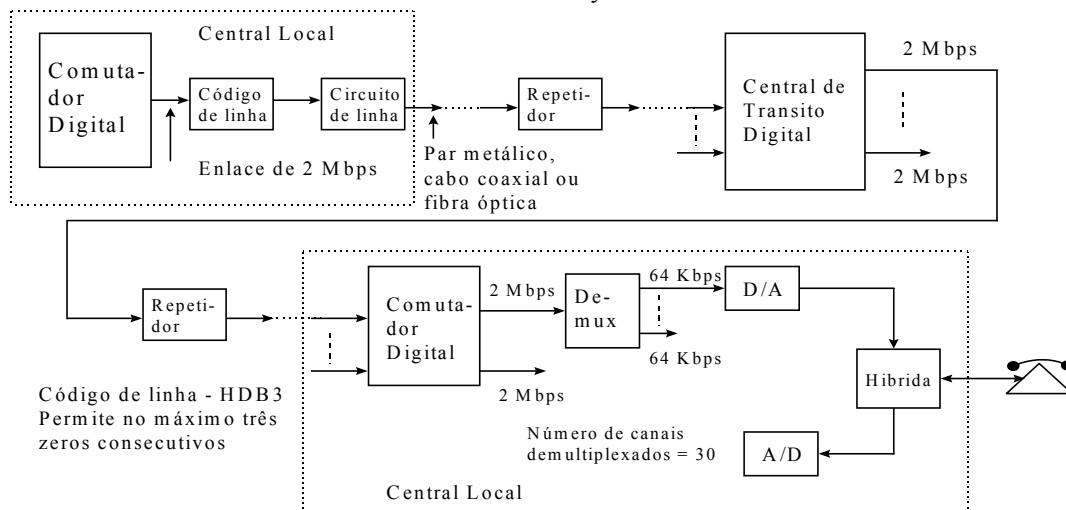 Central Local
2 Mbps
Comuta-
dor
Digital
Código
de linha
Circuito
de linha
Repeti-
dor
Central de
Transito
Digital
Enlace de 2 Mbps
Par metálico,
cabo coaxial ou
fibra óptica
2 Mbps
Repeti-
dor
Comuta-
dor
Digital
2 Mbps
De-
mux
64 Kbps
D/A
64 Kbps
2 Mbps
Hibrida
Código de linha - HDB3
Permite no máximo três
zeros consecutivos
Número de canais
demultiplexados = 30
A/D
Central Local